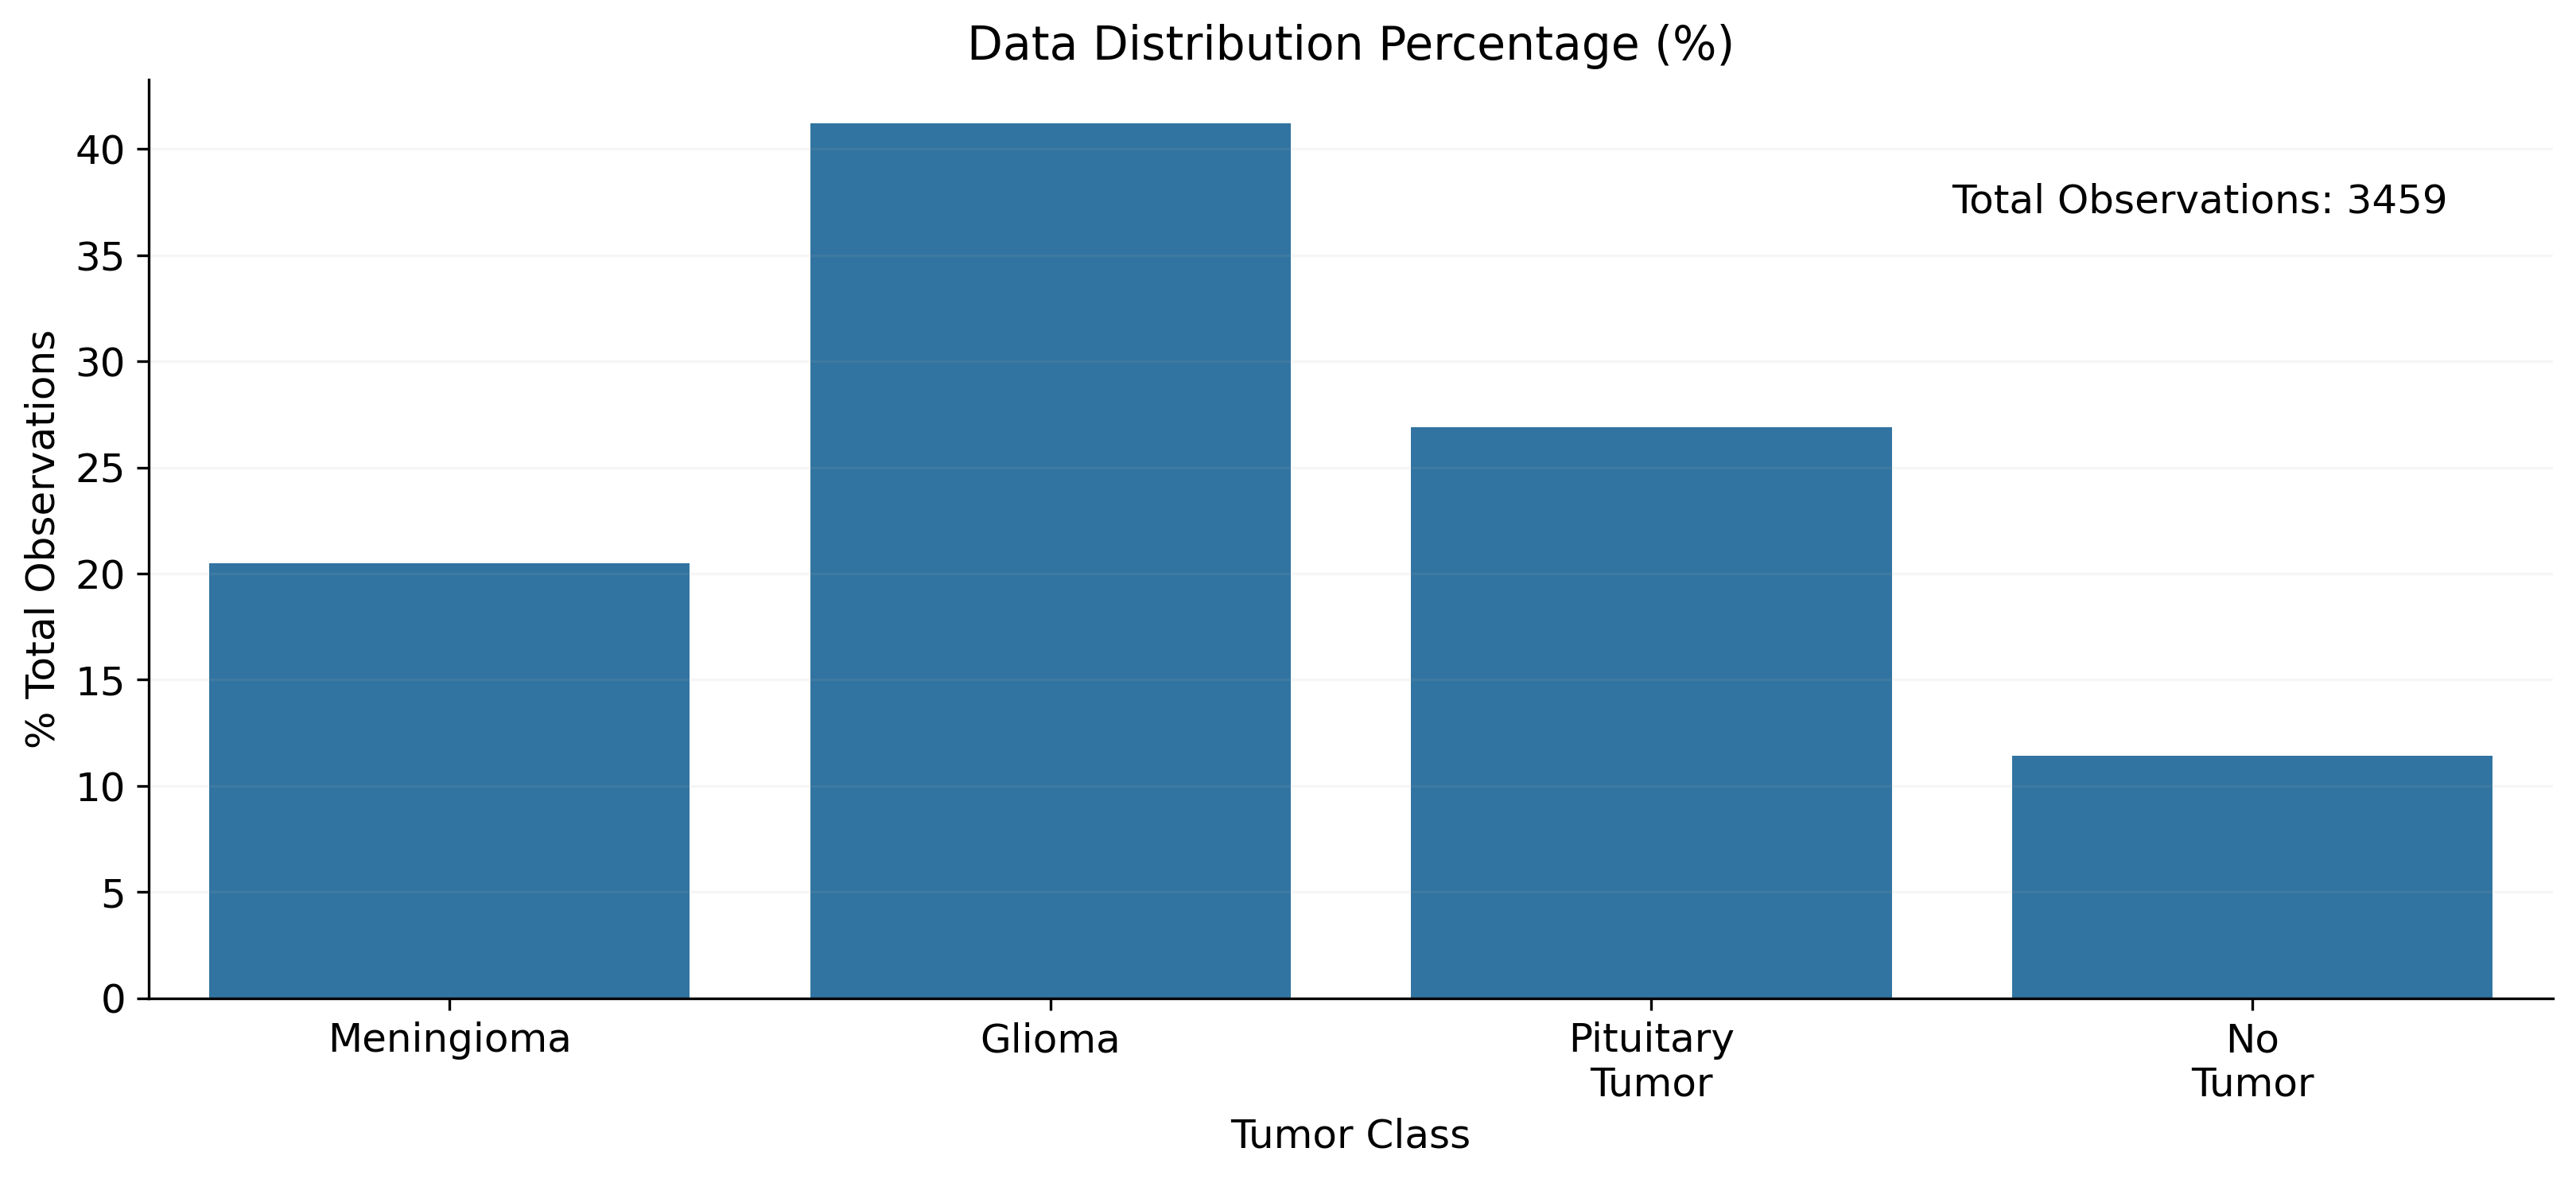 Data Distribution Percentage (%)
Total Observations: 3459
% Total Observations
40
35
30
25
20
15
10
5
0
Meningioma
Glioma
Pituitary
Tumor
No
Tumor
Tumor Class